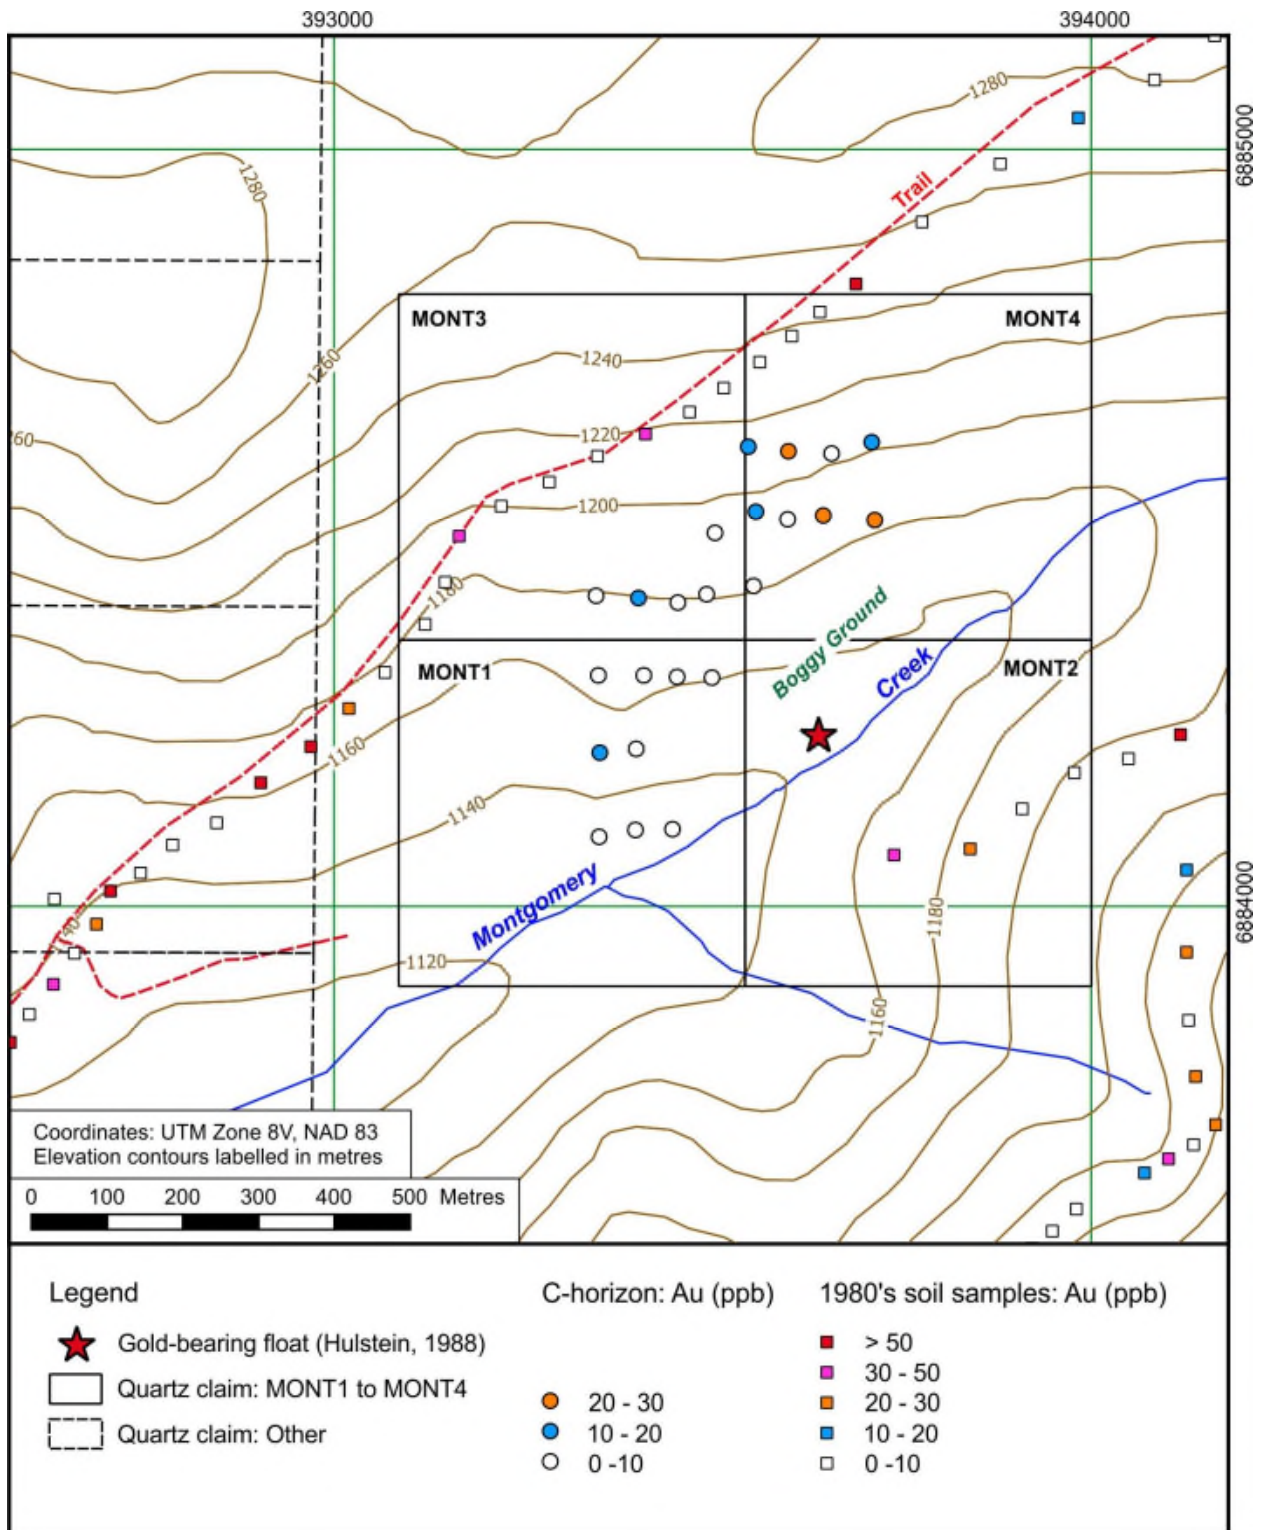 393000
394000
1280
6885000
1280
Trail
MONT3
MONT4
1240
1260
1220
60
1200
1180
Boggy Ground
Creek
MONT1
MONT2
1160
1140
6884000
Montgomery
1180
1140
1120
1160
Coordinates: UTM Zone 8V, NAD 83
Elevation contours labelled in metres
0 100 200 300 400 500 Metres
Legend
Gold-bearing float (Hulstein, 1988)
Quartz claim: MONT1 to MONT4
Quartz claim: Other
C-horizon: Au (ppb)
20 - 30
10 - 20
0 -10
1980's soil samples: Au (ppb)
> 50
30 - 50
20 - 30
10 - 20
0 -10